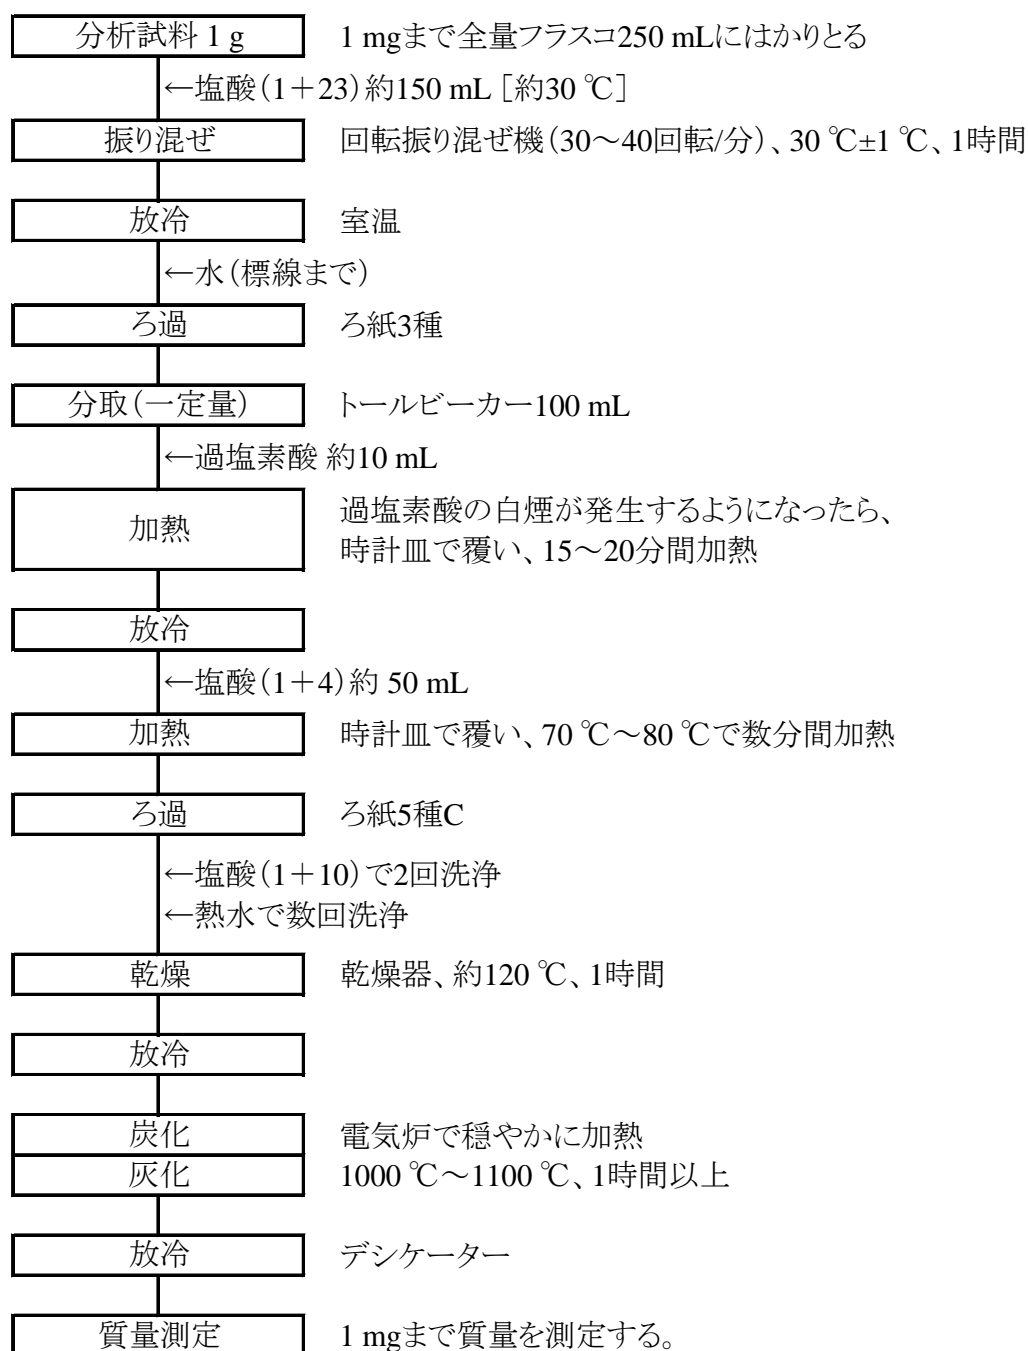 分析試料 1 g 1 mgまで全量フラスコ250 mLにはかりとる
←塩酸(1+23)約150 mL [約30 ℃]
振り混ぜ 回転振り混ぜ機(30~40回転/分)、30 ℃±1 ℃、1時間
放冷 室温
←水(標線まで)
ろ過 ろ紙3種
分取(一定量) トールビーカー100 mL
←過塩素酸 約10 mL
加熱 過塩素酸の白煙が発生するようになったら、
時計皿で覆い、15~20分間加熱
放冷
←塩酸(1+4)約 50 mL
加熱 時計皿で覆い、70 ℃~80 ℃で数分間加熱
ろ過 ろ紙5種C
←塩酸(1+10)で2回洗浄
←熱水で数回洗浄
乾燥 乾燥器、約120 ℃、1時間
放冷
炭化 電気炉で穏やかに加熱
灰化 1000 ℃~1100 ℃、1時間以上
放冷 デシケーター
質量測定 1 mgまで質量を測定する。